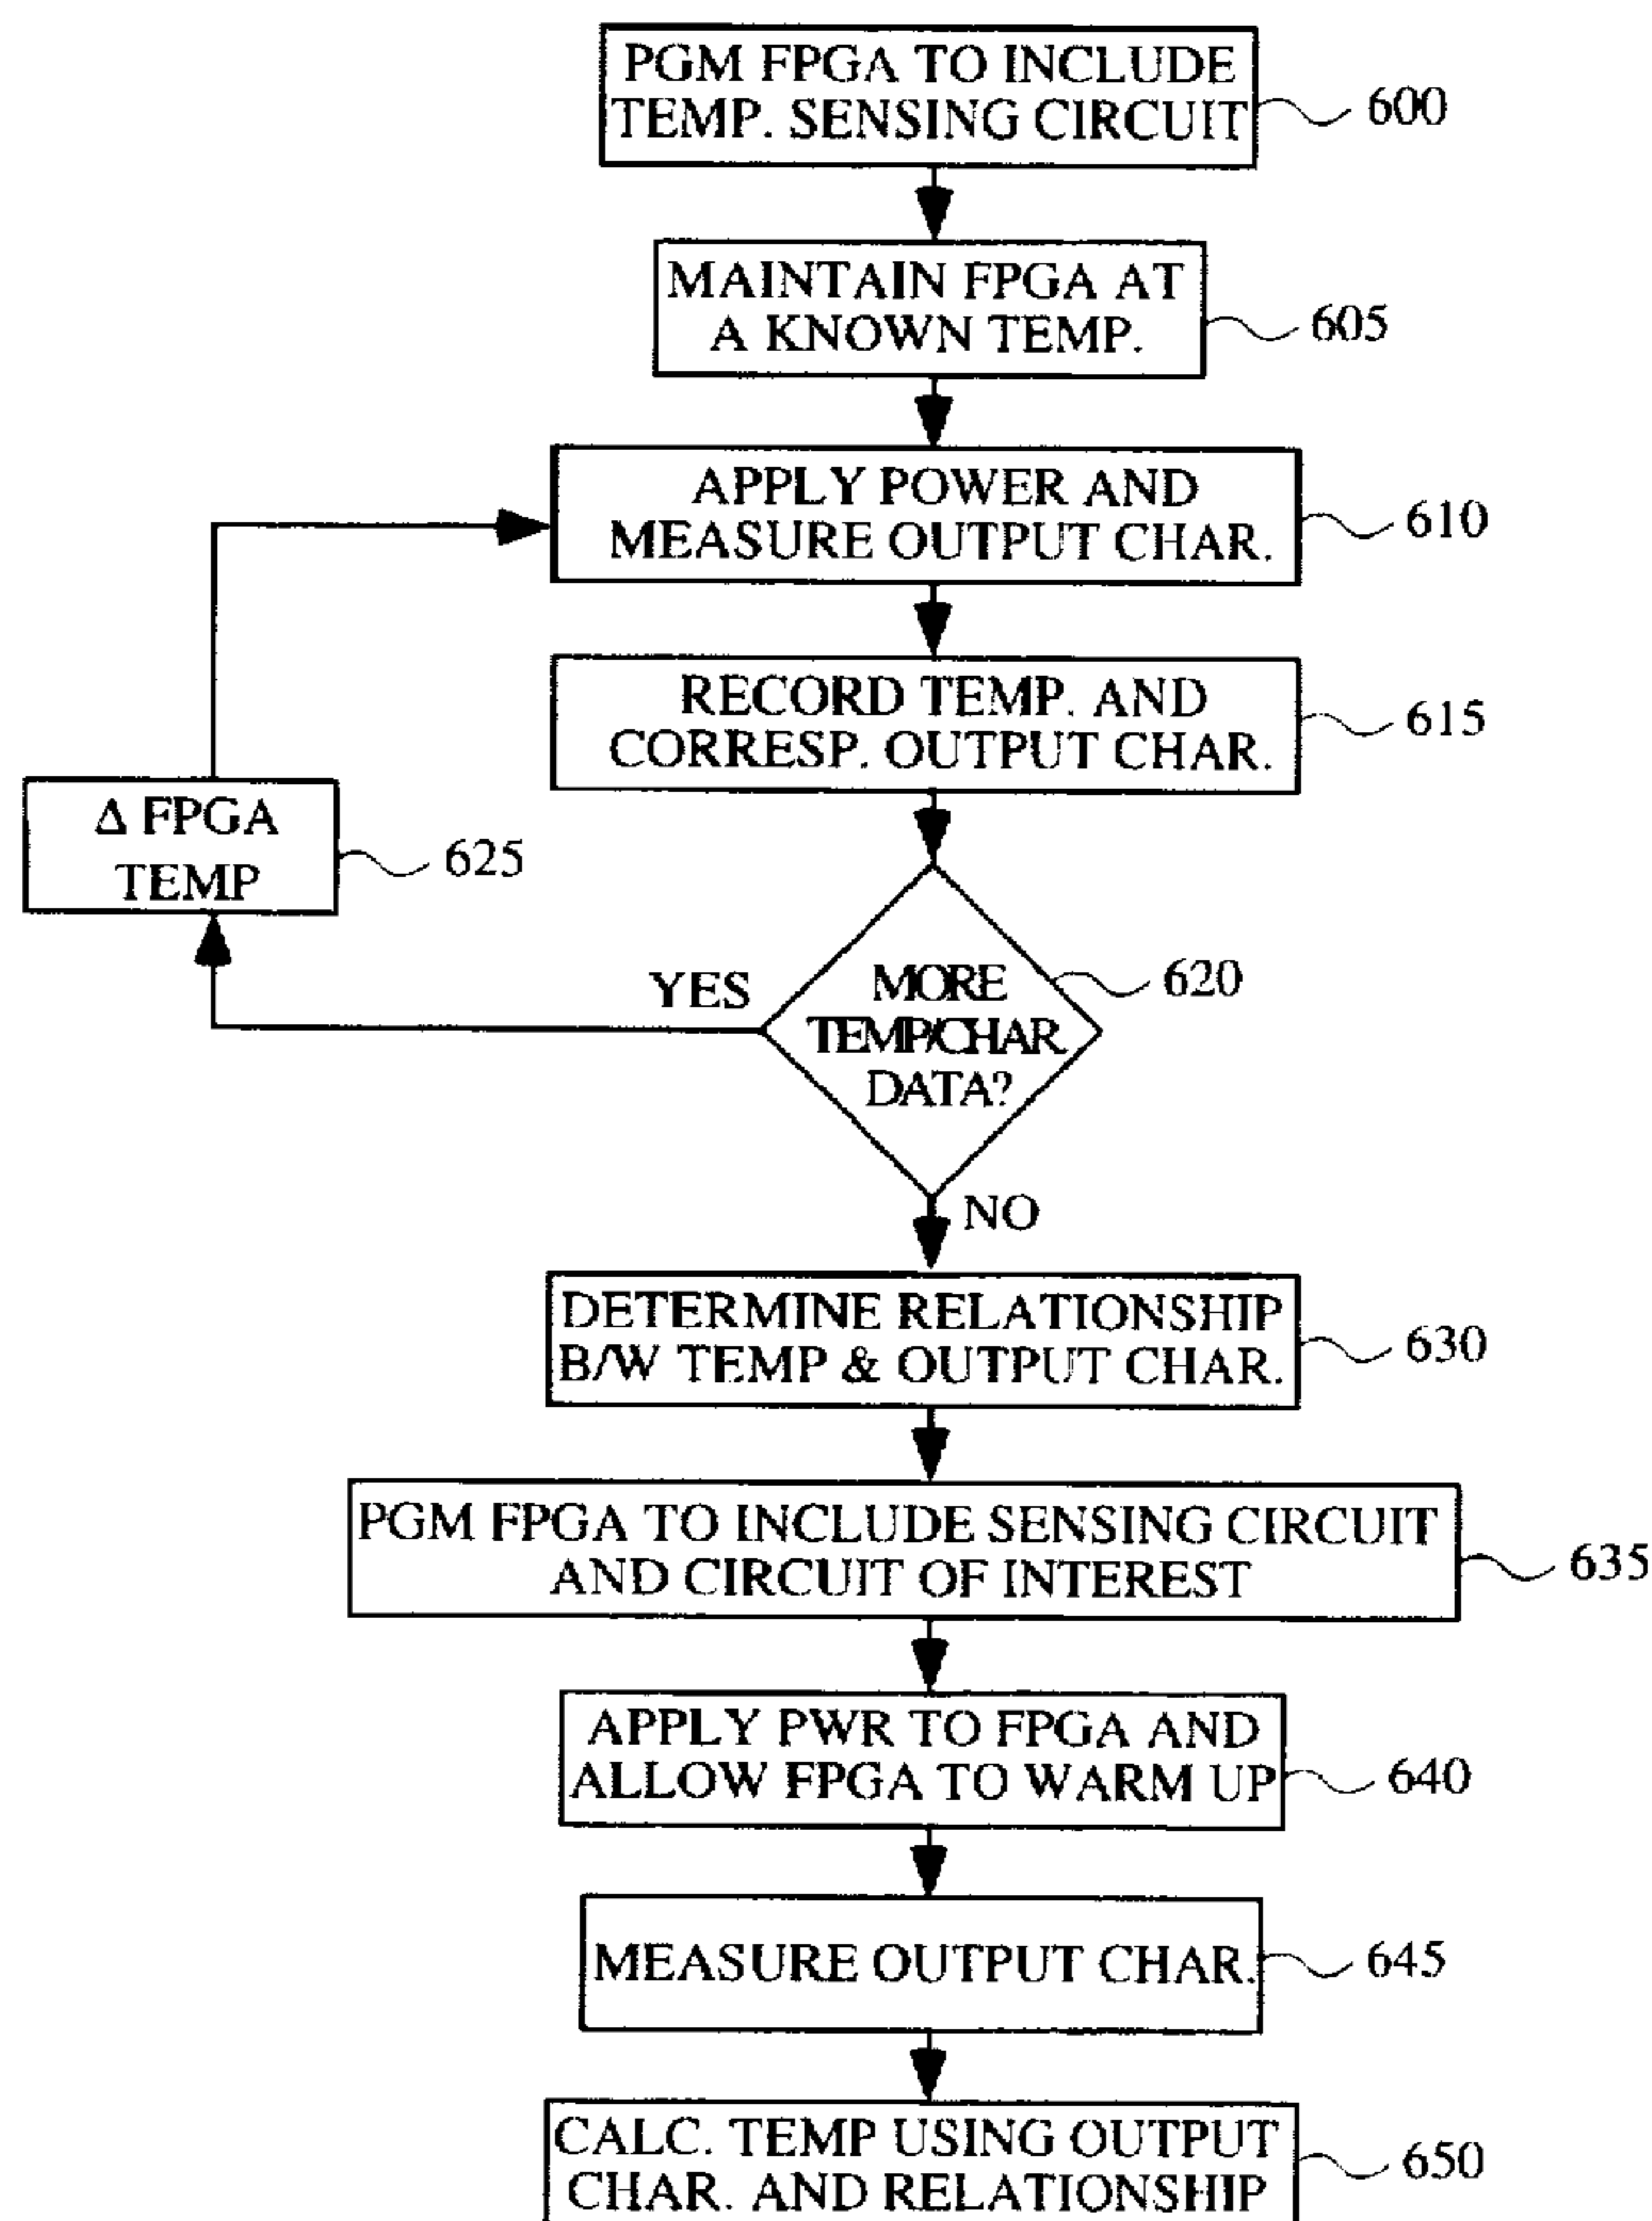 PGM FPGA TO INCLUDE
TEMP. SENSING CIRCUIT
600
MAINTAIN FPGA AT
A KNOWN TEMP.
605
APPLY POWER AND
MEASURE OUTPUT CHAR.
610
RECORD TEMP. AND
CORRESP. OUTPUT CHAR.
615
Δ FPGA
TEMP
625
YES
MORE
TEMP/CHAR.
DATA?
620
NO
DETERMINE RELATIONSHIP
B/W TEMP & OUTPUT CHAR.
630
PGM FPGA TO INCLUDE SENSING CIRCUIT
AND CIRCUIT OF INTEREST
635
APPLY PWR TO FPGA AND
ALLOW FPGA TO WARM UP
640
MEASURE OUTPUT CHAR.
645
CALC. TEMP USING OUTPUT
CHAR. AND RELATIONSHIP
650